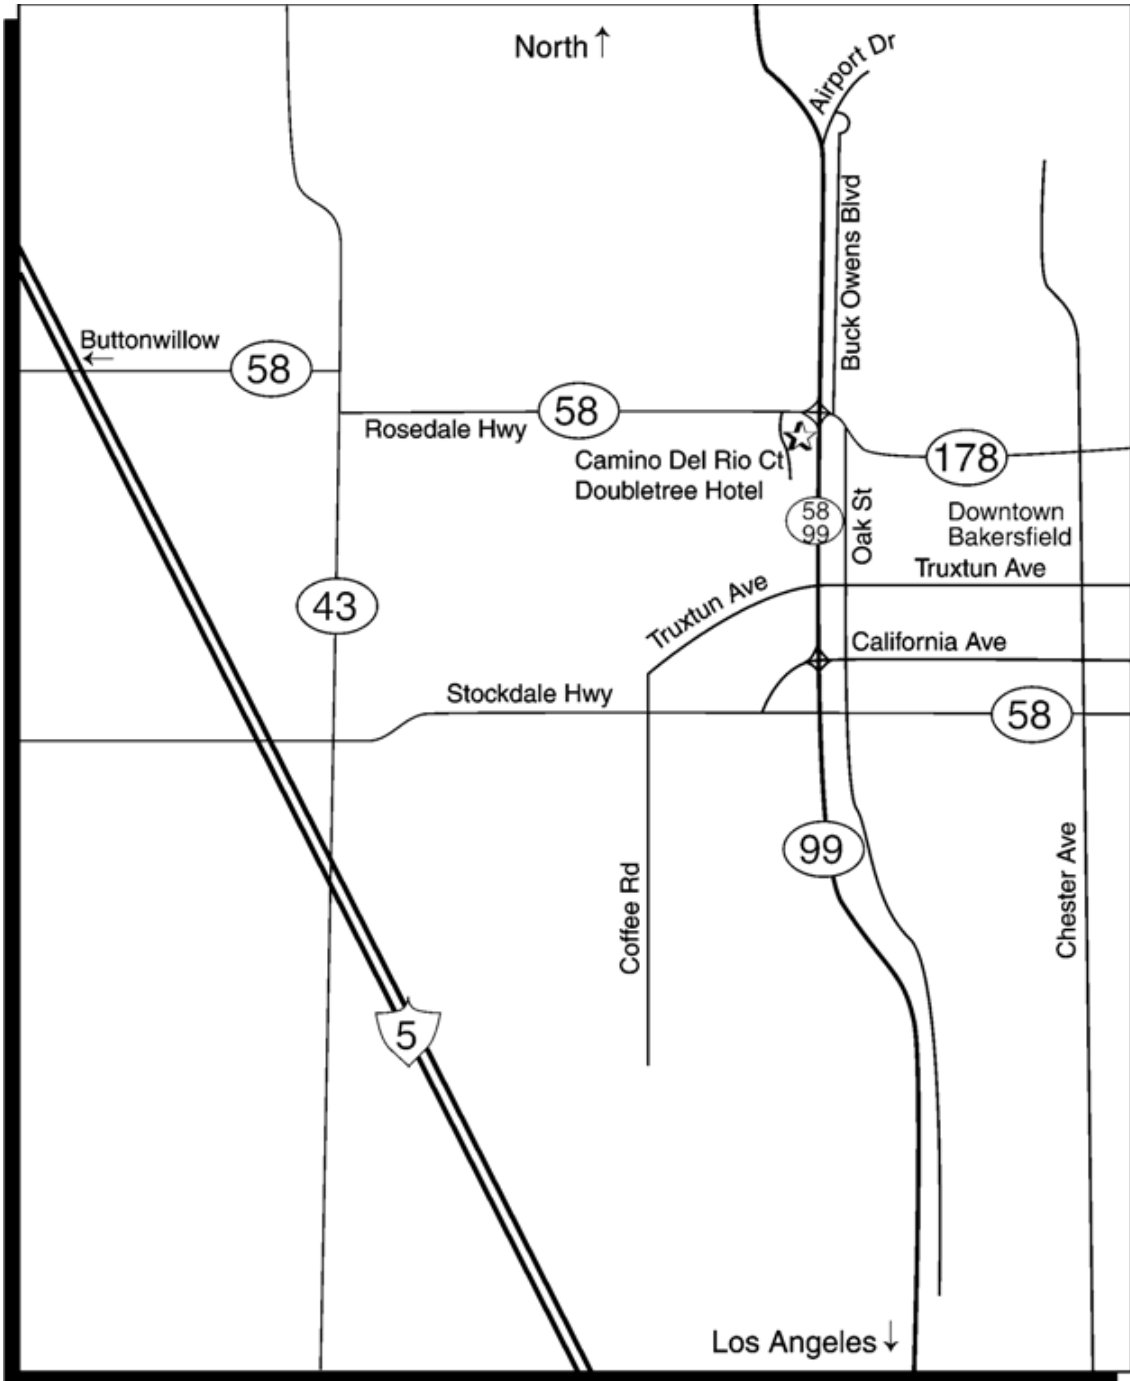 North ↑
Airport Dr
Buck Owens Blvd
Buttonwillow
←
58
58
Rosedale Hwy
178
Camino Del Rio Ct
Doubletree Hotel
58
99
Oak St
Downtown
Bakersfield
Truxtun Ave
Truxtun Ave
43
California Ave
Stockdale Hwy
58
99
Coffee Rd
Chester Ave
5
Los Angeles ↓